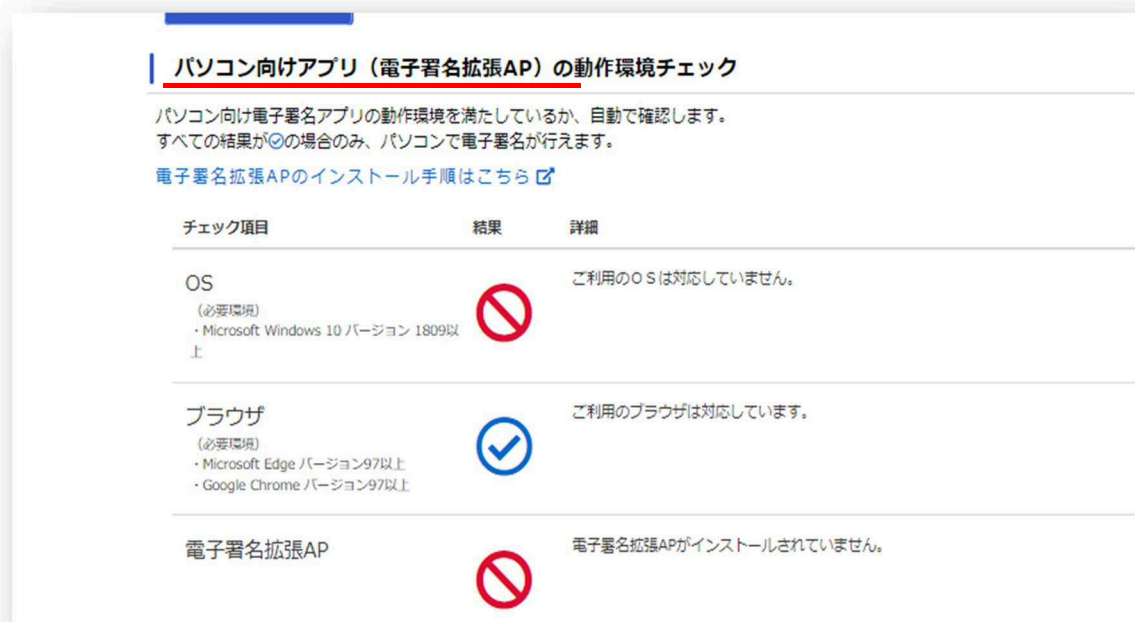 パソコン向けアプリ（電子署名拡張AP）の動作環境チェック
パソコン向け電子署名アプリの動作環境を満たしているか、自動で確認します。
すべての結果が✓の場合のみ、パソコンで電子署名が行えます。
電子署名拡張APのインストール手順はこちら
チェック項目 結果 詳細
OS ご利用のＯＳは対応していません。
（必要環境）
・Microsoft Windows 10 バージョン 1809以
上
ブラウザ ご利用のブラウザは対応しています。
（必要環境）
・Microsoft Edge バージョン97以上
・Google Chrome バージョン97以上
電子署名拡張AP 電子署名拡張APがインストールされていません。